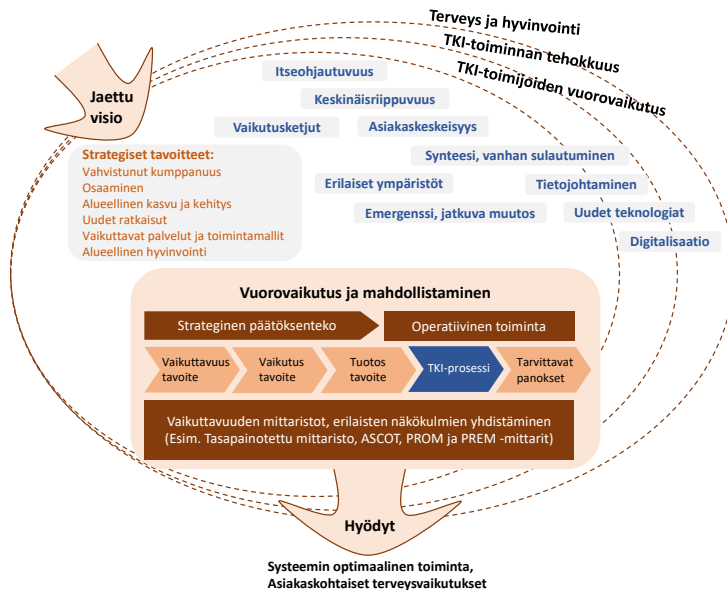 Terveys ja hyvinvointi
TKI-toiminnan tehokkuus
TKI-toimijoiden vuorovaikutus
Jaettu
visio
Itseohjautuvuus
Keskinäisriippuvuus
Vaikutusketjut
Asiakaskeskeisyys
Synteesi, vanhan sulautuminen
Erilaiset ympäristöt
Tietojohtaminen
Emergenssi, jatkuva muutos
Uudet teknologiat
Digitalisaatio
Strategiset tavoitteet:
Vahvistunut kumppanuus
Osaaminen
Alueellinen kasvu ja kehitys
Uudet ratkaisut
Vaikuttavat palvelut ja toimintamallit
Alueellinen hyvinvointi
Vuorovaikutus ja mahdollistaminen
Strateginen päätöksenteko
Operatiivinen toiminta
Vaikuttavuus
tavoite
Vaikutus
tavoite
Tuotos
tavoite
TKI-prosessi
Tarvittavat
panokset
Vaikuttavuuden mittaristot, erilaisten näkökulmien yhdistäminen
(Esim. Tasapainotettu mittaristo, ASCOT, PROM ja PREM -mittarit)
Hyödyt
Systeemin optimaalinen toiminta,
Asiakaskohtaiset terveysvaikutukset